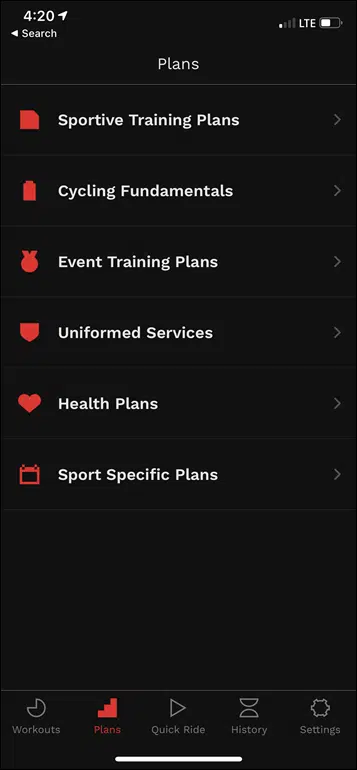 4:20
Search
LTE
Plans
Sportive Training Plans
Cycling Fundamentals
Event Training Plans
Uniformed Services
Health Plans
Sport Specific Plans
Workouts Plans Quick Ride History Settings